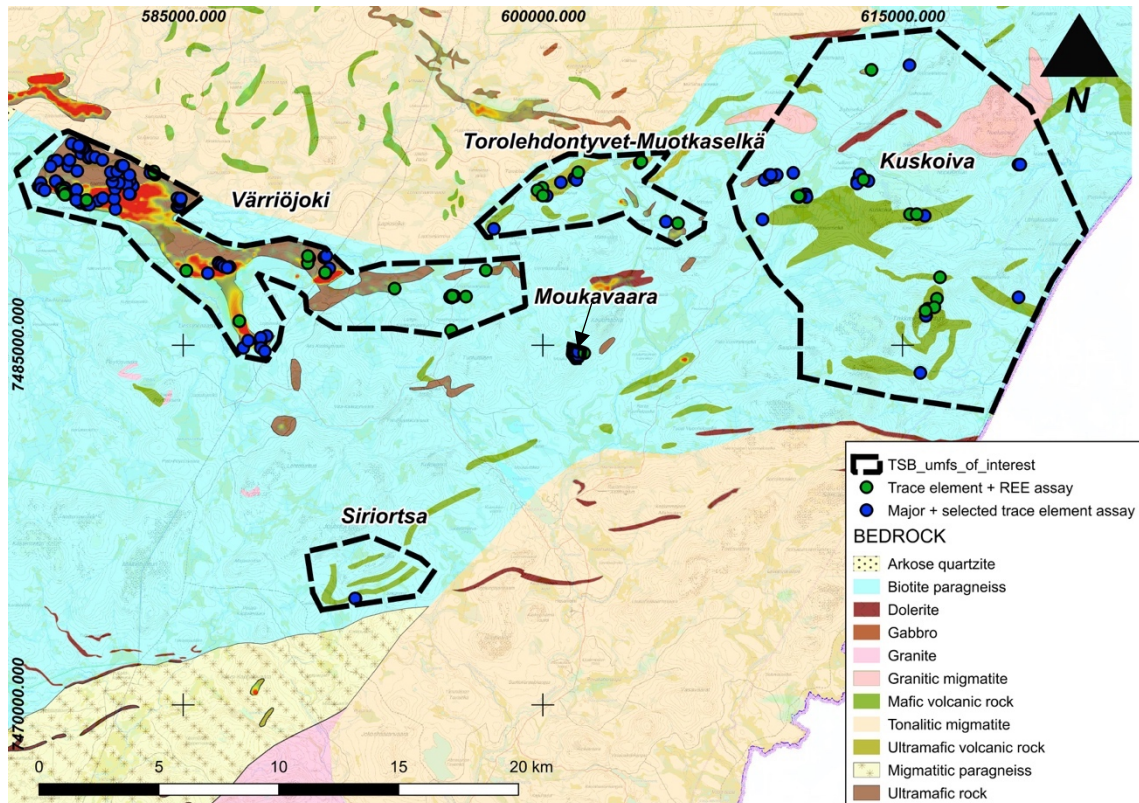 585000.000
600000.000
615000.000
N
Torolehdontyvet-Muotkaselkä
Kuskoiva
Värriöjoki
Moukavaara
7485000.000
Siriortsa
7470000.000
TSB_umfs_of_interest
Trace element + REE assay
Major + selected trace element assay
BEDROCK
Arkose quartzite
Biotite paragneiss
Dolerite
Gabbro
Granite
Granitic migmatite
Mafic volcanic rock
Tonalitic migmatite
Ultramafic volcanic rock
Migmatitic paragneiss
Ultramafic rock
0 5 10 15 20 km